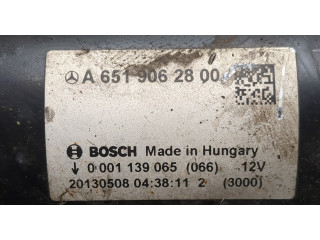 A 651 906 28 00
BOSCH Made in Hungary
0 001 139 065 (066) 12V
20130508 04:38:11 2 (3000)